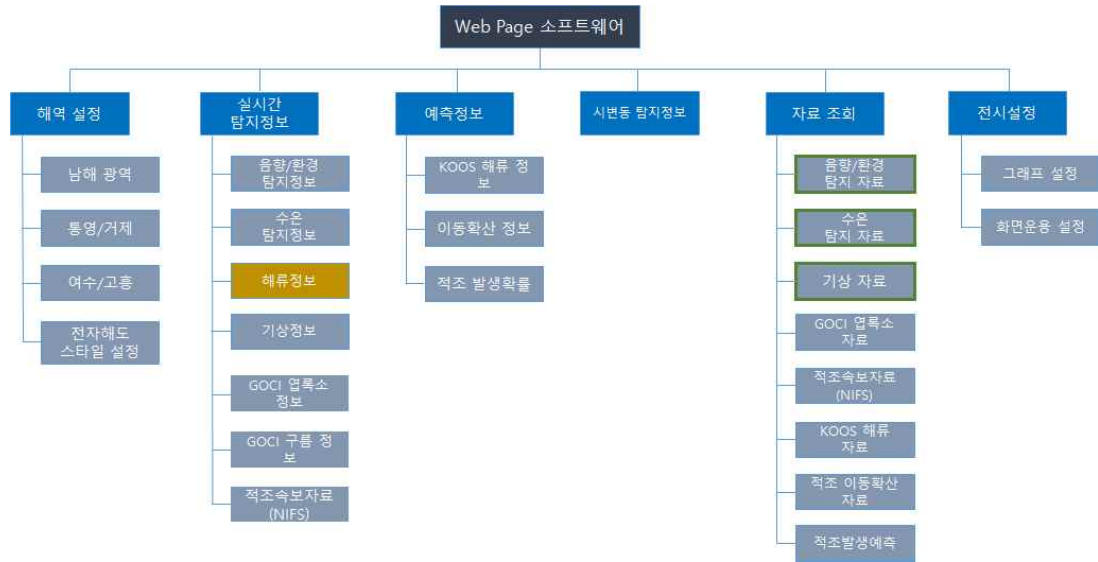 Web Page 소프트웨어
해역 설정
남해 광역
통영/거제
여수/고흥
전자해도
스타일 설정
실시간
탐지정보
음향/환경
탐지정보
수온
탐지정보
해류정보
기상정보
GOCI 엽록소
정보
GOCI 구름 정
보
적조속보자료
(NIFS)
예측정보
KOOS 해류 정
보
이동확산 정보
적조 발생확률
시변동 탐지정보
자료 조회
음향/환경
탐지 자료
수온
탐지 자료
기상 자료
GOCI 엽록소
자료
적조속보자료
(NIFS)
KOOS 해류
자료
적조 이동확산
자료
적조발생예측
전시설정
그래프 설정
화면운용 설정